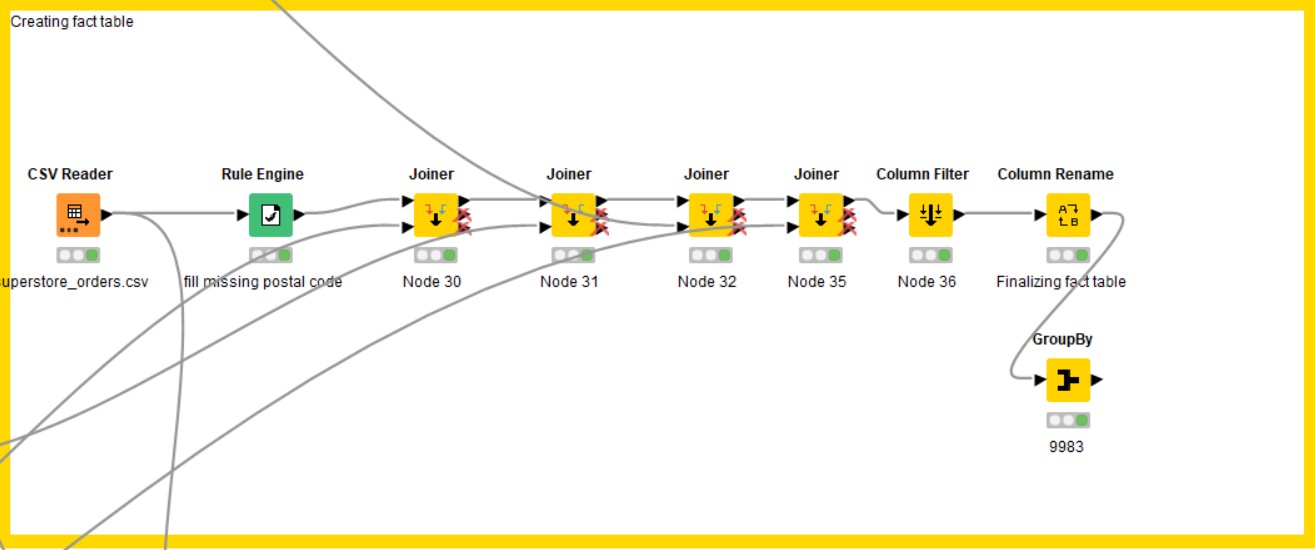 Creating fact table
CSV Reader
Rule Engine
Joiner
Joiner
Joiner
Joiner
Column Filter
Column Rename
superstore_orders.csv
fill missing postal code
Node 30
Node 31
Node 32
Node 35
Node 36
Finalizing fact table
GroupBy
9983